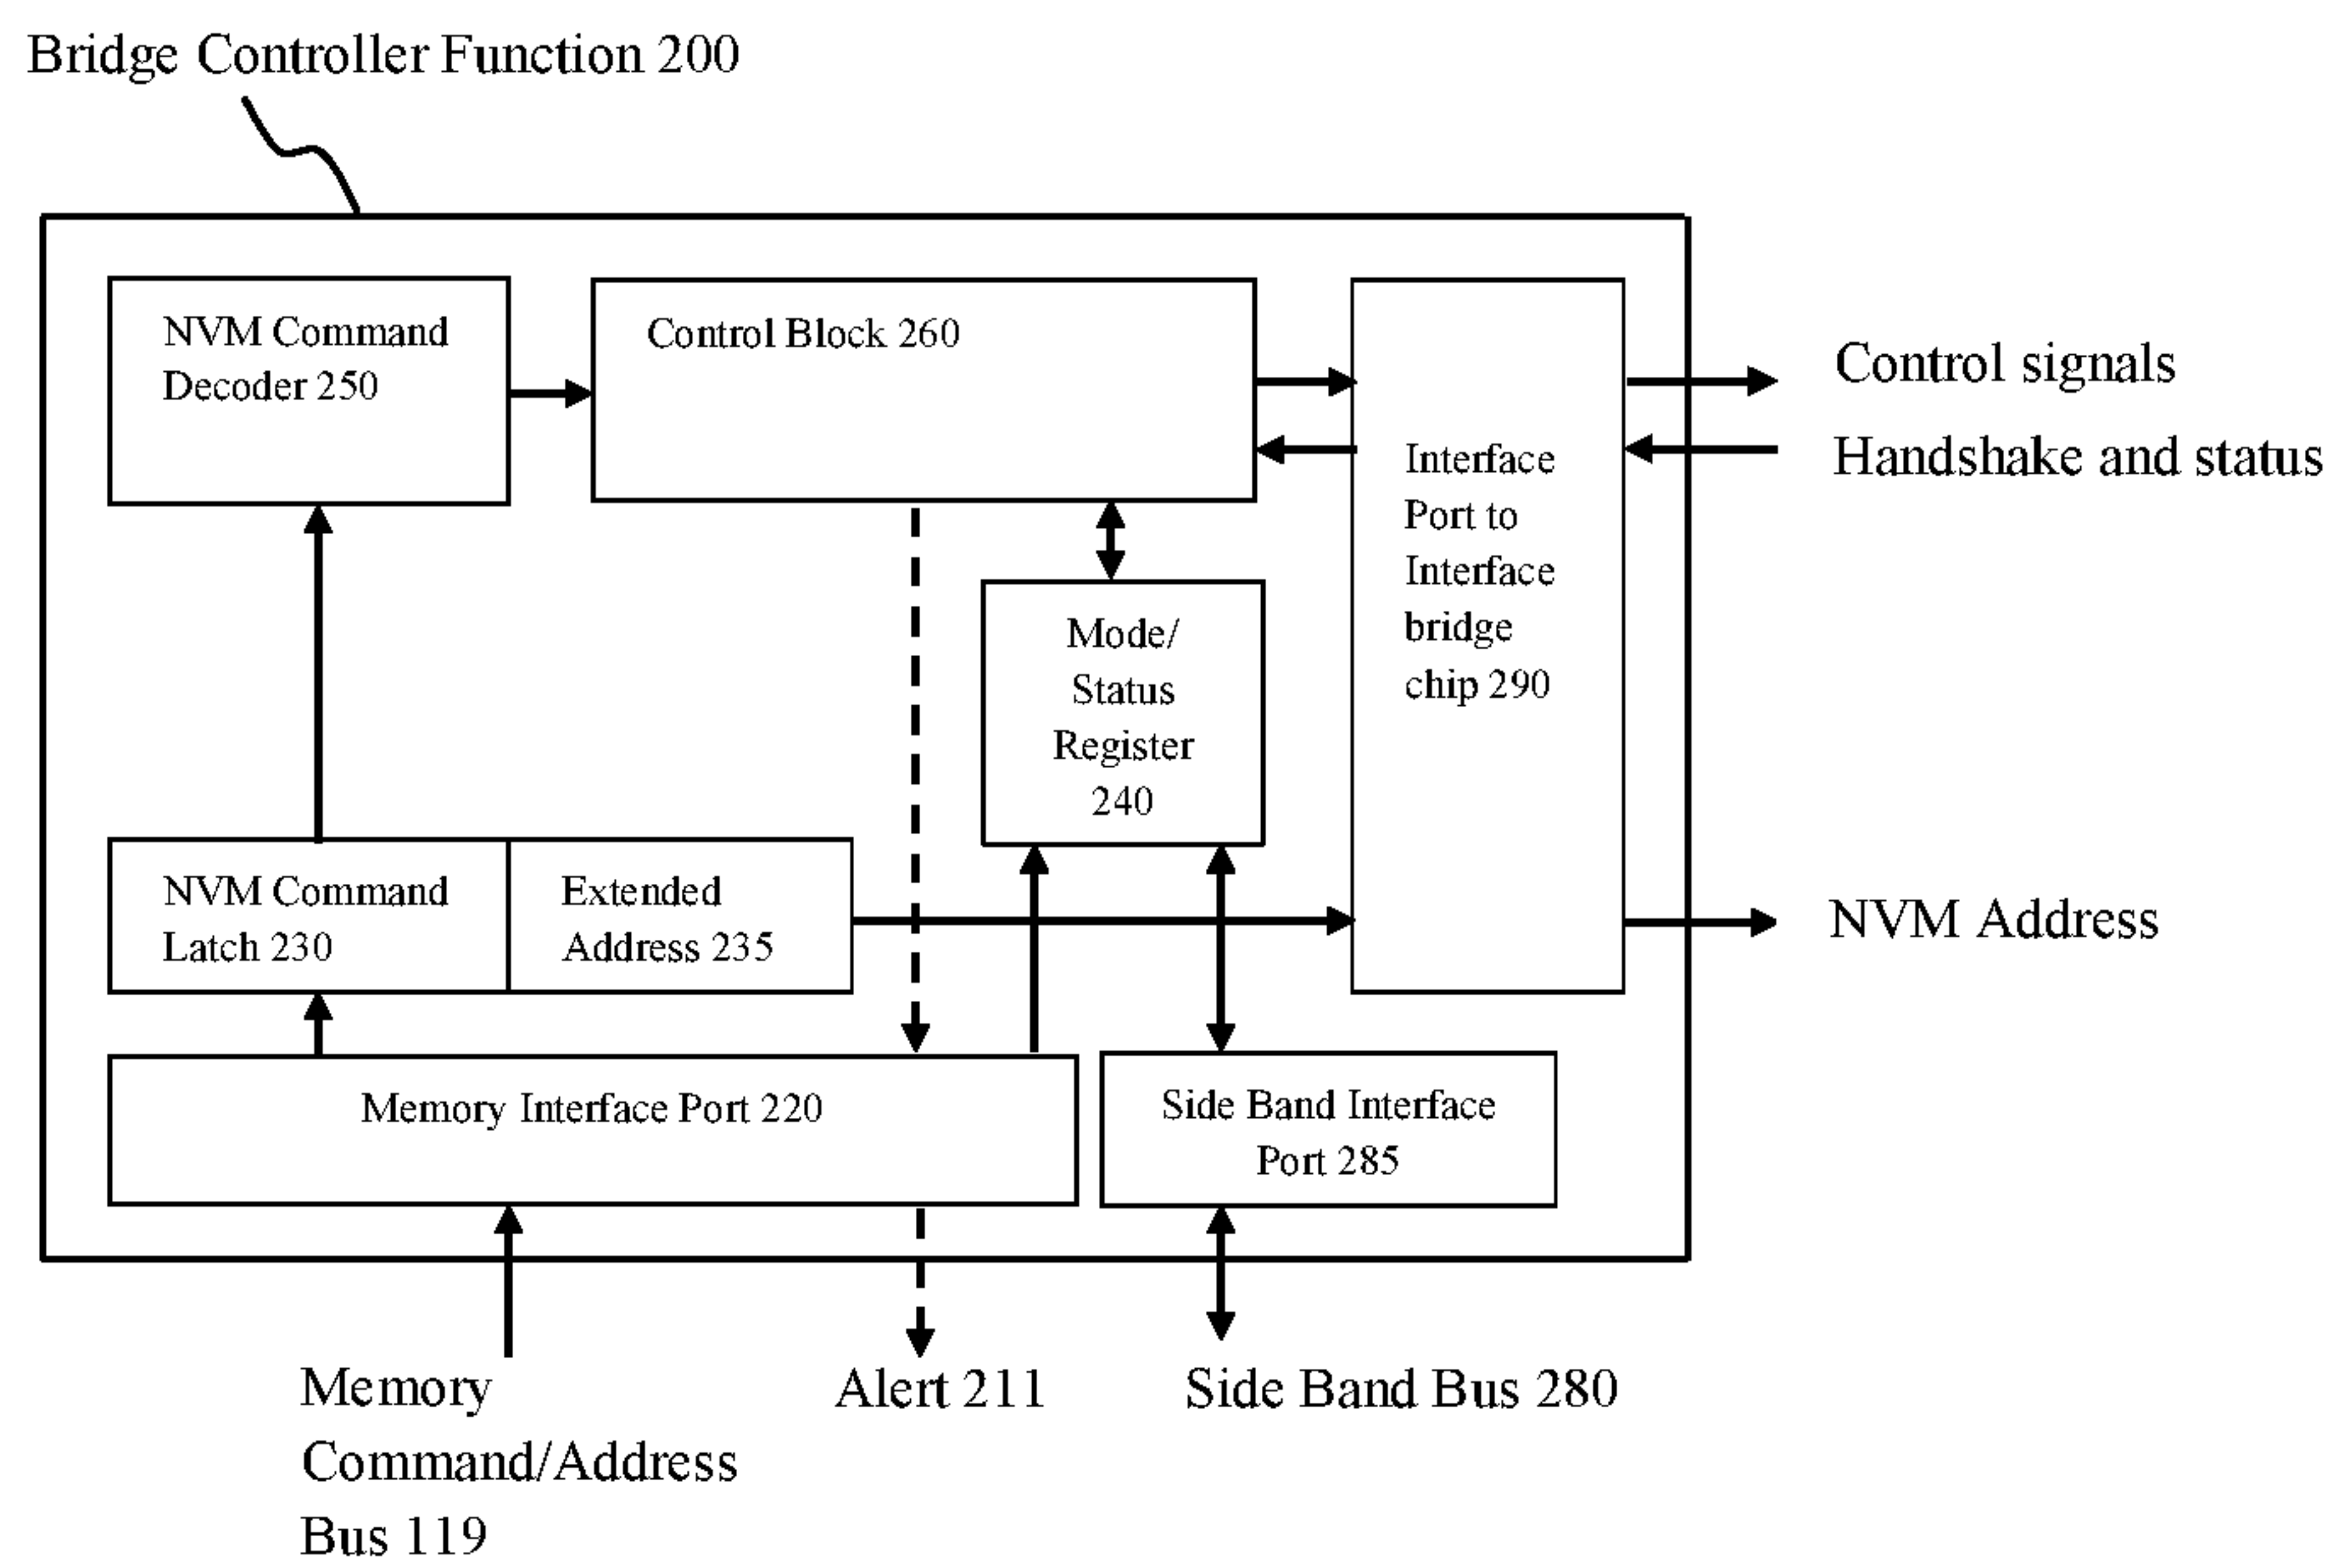 Bridge Controller Function 200
NVM Command
Decoder 250
Control Block 260
Interface
Port to
Interface
bridge
chip 290
Control signals
Handshake and status
Mode/
Status
Register
240
NVM Command
Latch 230
Extended
Address 235
NVM Address
Memory Interface Port 220
Side Band Interface
Port 285
Memory
Command/Address
Bus 119
Alert 211
Side Band Bus 280